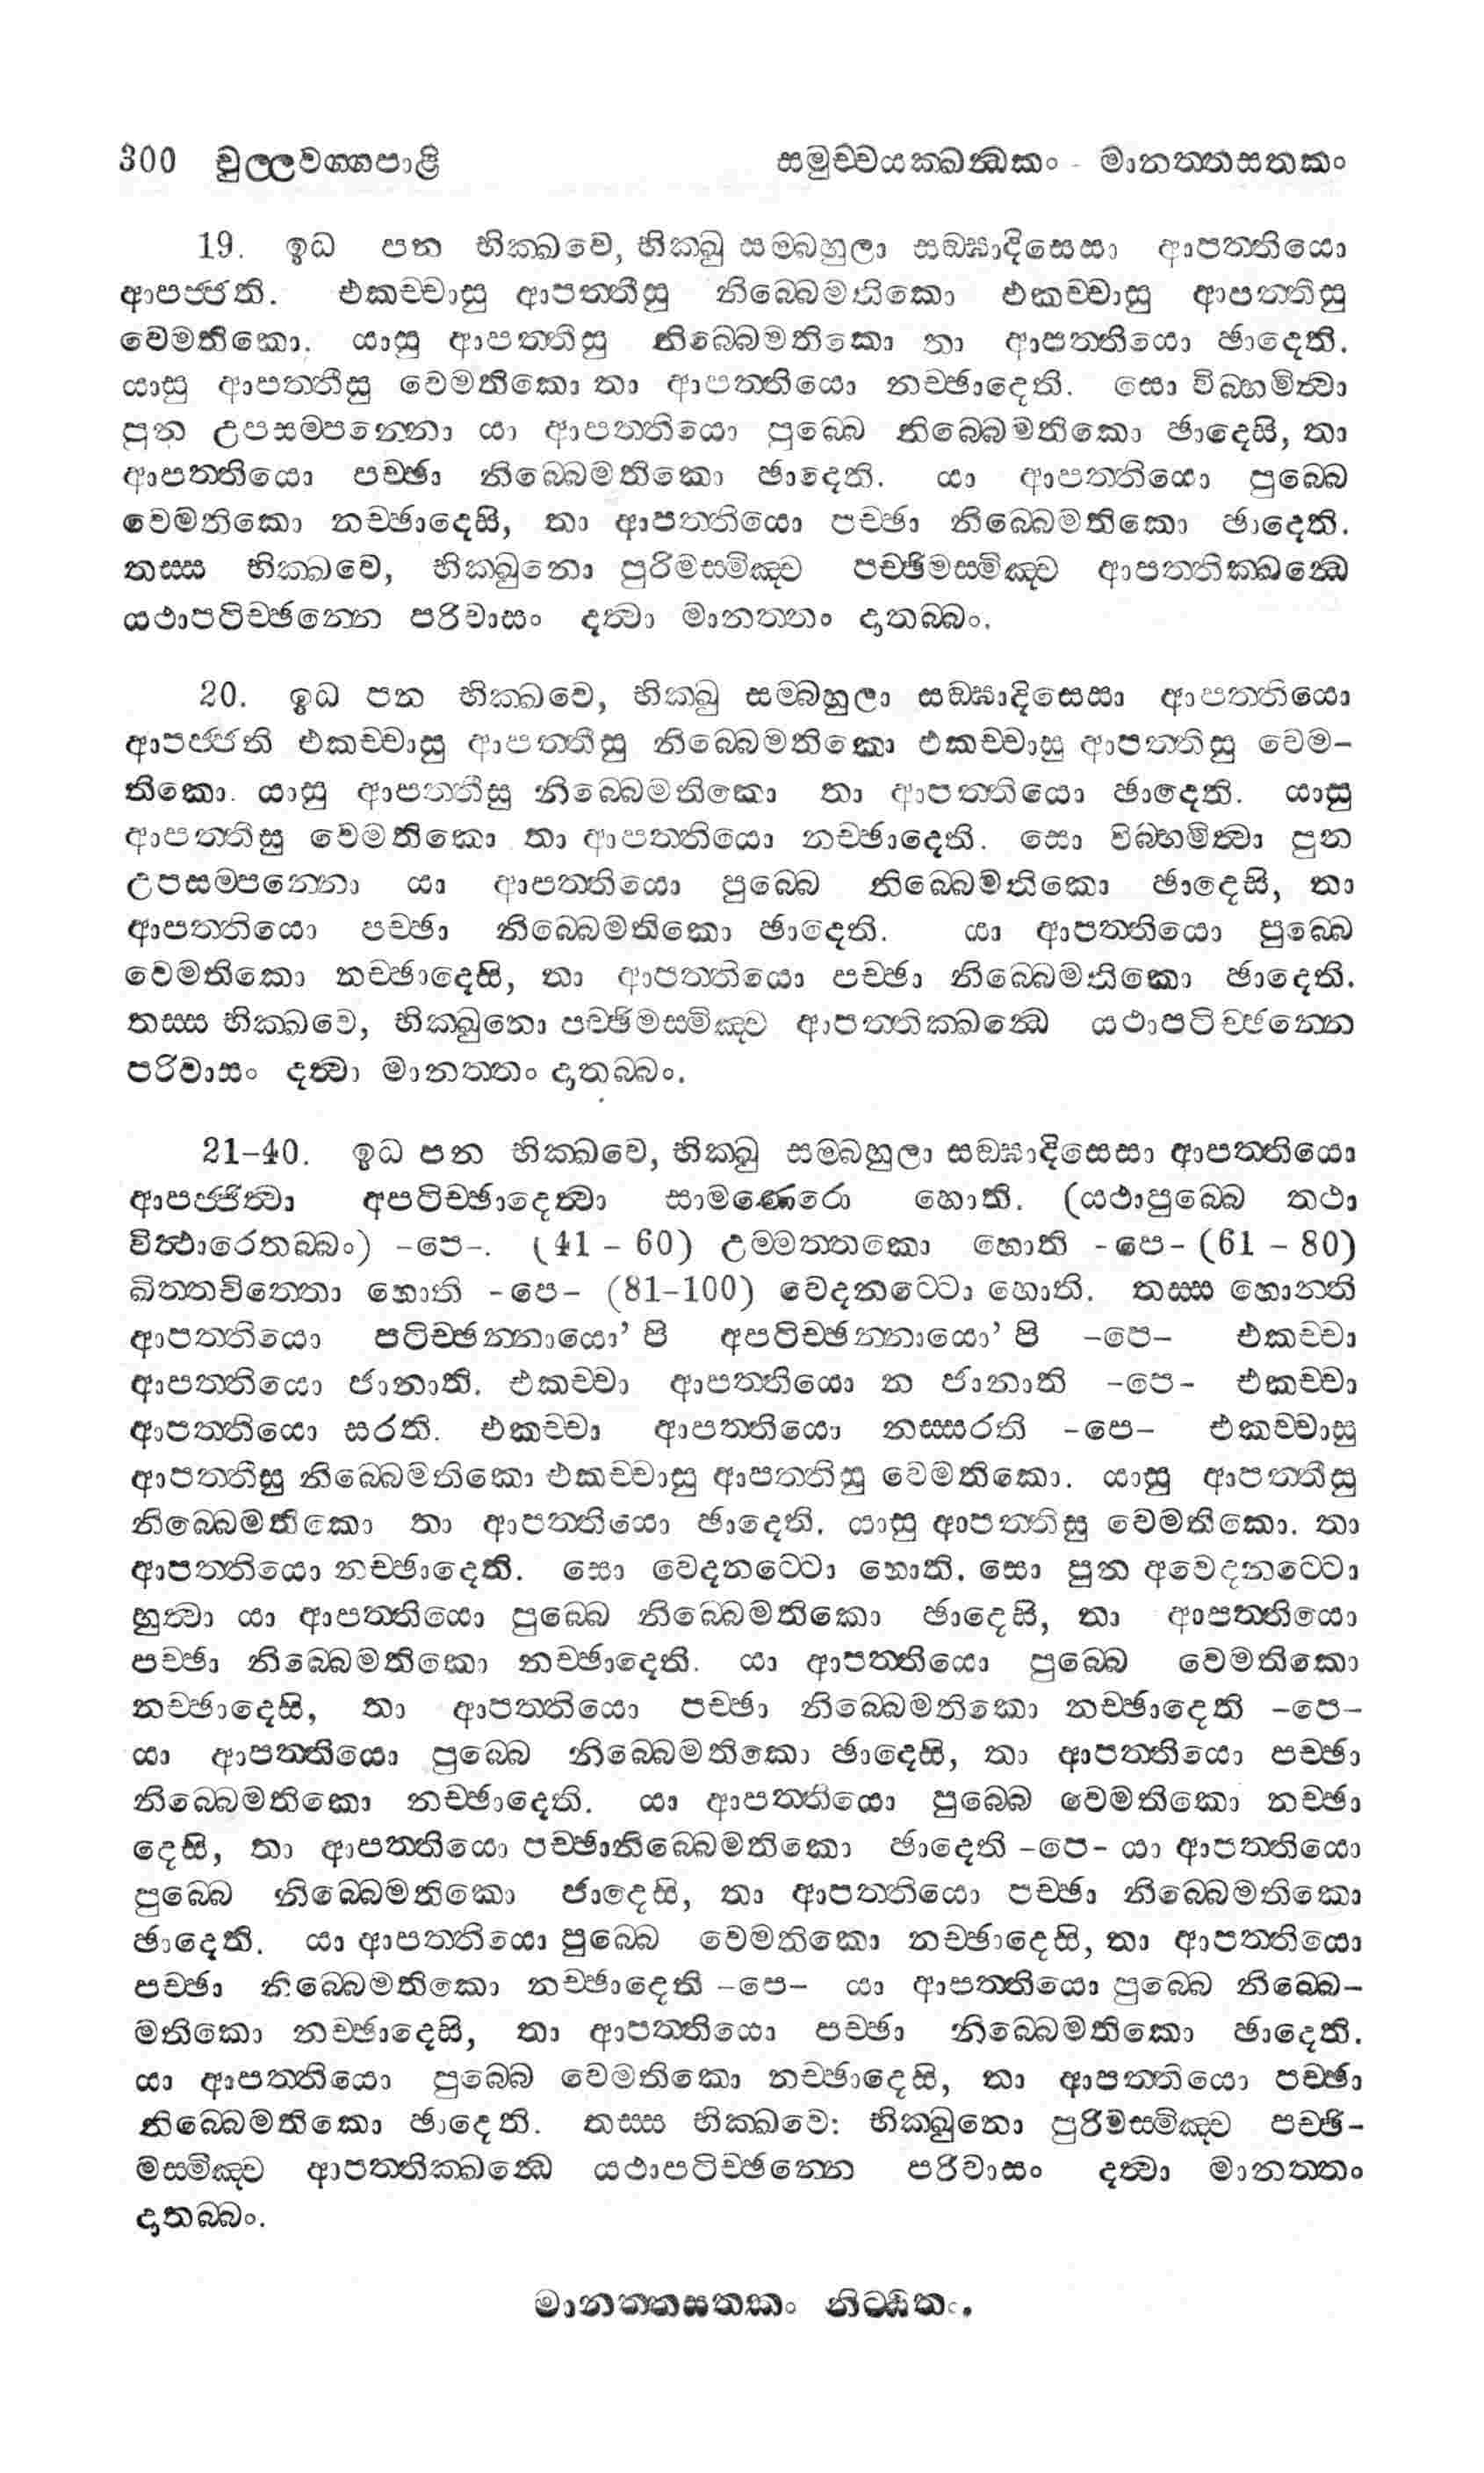 300 චුල්ලවග්ගපාළි සමුච්චයක්ඛන්ධකං - මානත්තසතකං
19. ඉධ පන භික්ඛවෙ, භික්ඛු සම්බහුලා සඞ්ඝාදිසෙසා ආපත්තියො
ආපජ්ජති. එකච්චාසු ආපත්තීසු නිබ්බෙමතිකො එකච්චාසු ආපත්තීසු
වෙමතිකො. යාසු ආපත්තීසු නිබ්බෙමතිකො තා ආපත්තියො ඡාදෙති.
යාසු ආපත්තීසු වෙමතිකො තා ආපත්තියො නච්ඡාදෙති. සො විබ්භමිත්වා
පුන උපසම්පන්නො යා ආපත්තියො පුබ්බෙ නිබ්බෙමතිකො ඡාදෙසි, තා
ආපත්තියො පච්ඡා නිබ්බෙමතිකො ඡාදෙති. යා ආපත්තියො පුබ්බෙ
වෙමතිකො නච්ඡාදෙසි, තා ආපත්තියො පච්ඡා නිබ්බෙමතිකො ඡාදෙති.
තස්ස භික්ඛවෙ, භික්ඛුනො පුරිමස්මිඤ්ච පච්ඡිමස්මිඤ්ච ආපත්තික්ඛන්ධෙ
යථාපටිච්ඡන්නෙ පරිවාසං දත්වා මානත්තං දාතබ්බං.
20. ඉධ පන භික්ඛවෙ, භික්ඛු සම්බහුලා සඞ්ඝාදිසෙසා ආපත්තියො
ආපජ්ජති එකච්චාසු ආපත්තීසු නිබ්බෙමතිකො එකච්චාසු ආපත්තිසු වෙම-
තිකො. යාසු ආපත්තීසු නිබ්බෙමතිකො තා ආපත්තියො ඡාදෙති. යාසු
ආපත්තීසු වෙමතිකො තා ආපත්තියො නච්ඡාදෙති. සො විබ්භමිත්වා පුන
උපසම්පන්නො යා ආපත්තියො පුබ්බෙ නිබ්බෙමතිකො ඡාදෙසි, තා
ආපත්තියො පච්ඡා නිබ්බෙමතිකො ඡාදෙති. යා ආපත්තියො පුබ්බෙ
වෙමතිකො නච්ඡාදෙසි, තා ආපත්තියො පච්ඡා නිබ්බෙමතිකො ඡාදෙති.
තස්ස භික්ඛවෙ, භික්ඛුනො පච්ඡිමස්මිඤ්ච ආපත්තික්ඛන්ධෙ යථාපටිච්ඡන්නෙ
පරිවාසං දත්වා මානත්තං දාතබ්බං.
21-40. ඉධ පන භික්ඛවෙ, භික්ඛු සම්බහුලා සඞ්ඝාදිසෙසා ආපත්තියො
ආපජ්ජිත්වා අපටිච්ඡාදෙත්වා සාමණෙරො හොති. (යථාපුබ්බෙ තථා
විත්ථාරෙතබ්බං) -පෙ-. (41 - 60) උම්මත්තකො හොති -පෙ- (61 - 80)
ඛිත්තචිත්තො හොති -පෙ- (81-100) වෙදනට්ටො හොති. තස්ස හොන්ති
ආපත්තියො පටිච්ඡන්නායො’ පි අපටිච්ඡන්නායො’ පි -පෙ- එකච්චා
ආපත්තියො ජානාති. එකච්චා ආපත්තියො න ජානාති -පෙ- එකච්චා
ආපත්තියො සරති. එකච්චා ආපත්තියො නස්සරති -පෙ- එකච්චාසු
ආපත්තීසු නිබ්බෙමතිකො එකච්චාසු ආපත්තිසු වෙමතිකො. යාසු ආපත්තීසු
නිබ්බෙමතිකො තා ආපත්තියො ඡාදෙති. යාසු ආපත්තිසු වෙමතිකො. තා
ආපත්තියො නච්ඡාදෙති. සො වෙදනට්ටො හොති. සො පුන අවෙදනට්ටො
හුත්වා යා ආපත්තියො පුබ්බෙ නිබ්බෙමතිකො ඡාදෙසි, තා ආපත්තියො
පච්ඡා නිබ්බෙමතිකො නච්ඡාදෙති. යා ආපත්තියො පුබ්බෙ වෙමතිකො
නච්ඡාදෙසි, තා ආපත්තියො පච්ඡා නිබ්බෙමතිකො නච්ඡාදෙති -පෙ-
යා ආපත්තියො පුබ්බෙ නිබ්බෙමතිකො ඡාදෙසි, තා ආපත්තියො පච්ඡා
නිබ්බෙමතිකො නච්ඡාදෙති. යා ආපත්තියො පුබ්බෙ වෙමතිකො නච්ඡා
දෙසි, තා ආපත්තියො පච්ඡානිබ්බෙමතිකො ඡාදෙති -පෙ- යා ආපත්තියො
පුබ්බෙ නිබ්බෙමතිකො ඡාදෙසි, තා ආපත්තියො පච්ඡා නිබ්බෙමතිකො
ඡාදෙති. යා ආපත්තියො පුබ්බෙ වෙමතිකො නච්ඡාදෙසි, තා ආපත්තියො
පච්ඡා නිබ්බෙමතිකො නච්ඡාදෙති -පෙ- යා ආපත්තියො පුබ්බෙ නිබ්බෙ-
මතිකො නච්ඡාදෙසි, තා ආපත්තියො පච්ඡා නිබ්බෙමතිකො ඡාදෙති.
යා ආපත්තියො පුබ්බෙ වෙමතිකො නච්ඡාදෙසි, තා ආපත්තියො පච්ඡා
නිබ්බෙමතිකො ඡාදෙති. තස්ස භික්ඛවෙ: භික්ඛුනො පුරිමස්මිඤ්ච පච්ඡි-
මස්මිඤ්ච ආපත්තික්ඛන්ධෙ යථාපටිච්ඡන්නෙ පරිවාසං දත්වා මානත්තං
දාතබ්බං.
මානත්තසතකං නිට්ඨිතං.